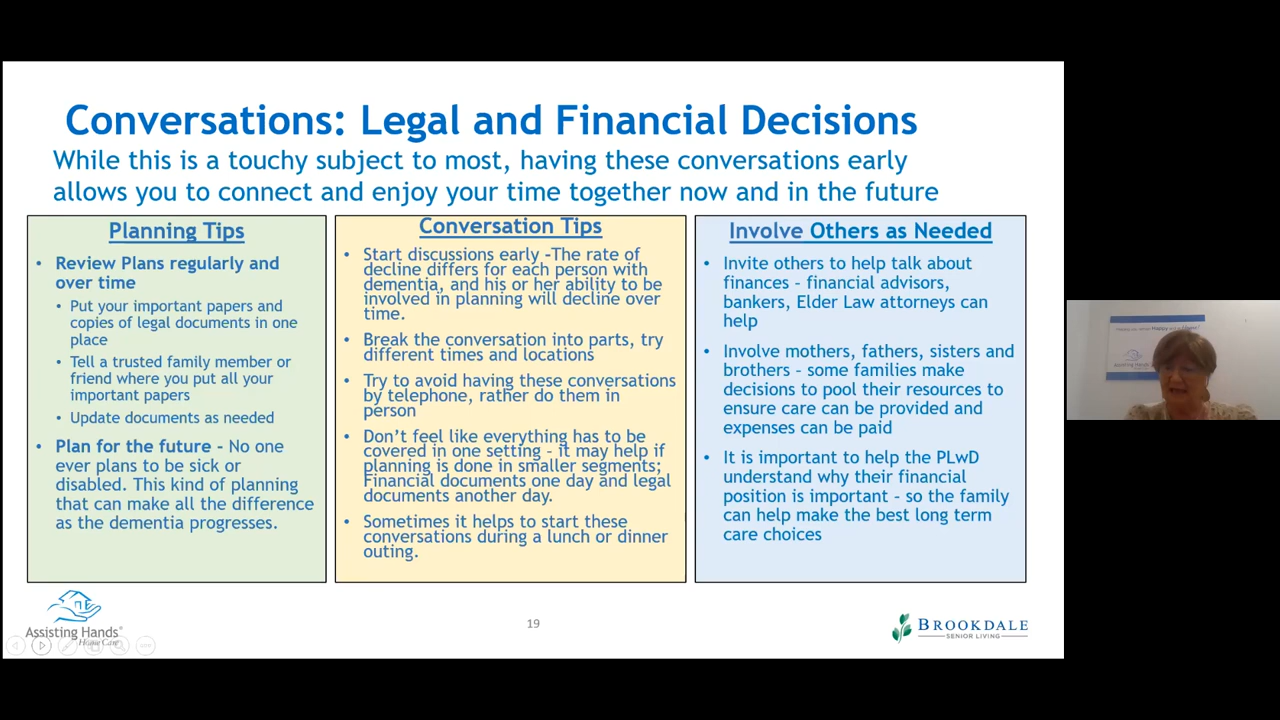 Conversations: Legal and Financial Decisions
While this is a touchy subject to most, having these conversations early
allows you to connect and enjoy your time together now and in the future
Planning Tips
• Review Plans regularly and
over time
• Put your important papers and
copies of legal documents in one
place
• Tell a trusted family member or
friend where you put all your
important papers
• Update documents as needed
• Plan for the future – No one
ever plans to be sick or
disabled. This kind of planning
that can make all the difference
as the dementia progresses.
Conversation Tips
• Start discussions early –The rate of
decline differs for each person with
dementia, and his or her ability to be
involved in planning will decline over
time.
• Break the conversation into parts, try
different times and locations
• Try to avoid having these conversations
by telephone, rather do them in
person
• Don’t feel like everything has to be
covered in one setting – it may help if
planning is done in smaller segments;
Financial documents one day and legal
documents another day.
• Sometimes it helps to start these
conversations during a lunch or dinner
outing.
Involve Others as Needed
• Invite others to help talk about
finances – financial advisors,
bankers, Elder Law attorneys can
help
• Involve mothers, fathers, sisters and
brothers – some families make
decisions to pool their resources to
ensure care can be provided and
expenses can be paid
• It is important to help the PLwD
understand why their financial
position is important – so the family
can help make the best long term
care choices
Assisting Hands®
Home Care
19
BROOKDALE
SENIOR LIVING
Assisting Hands